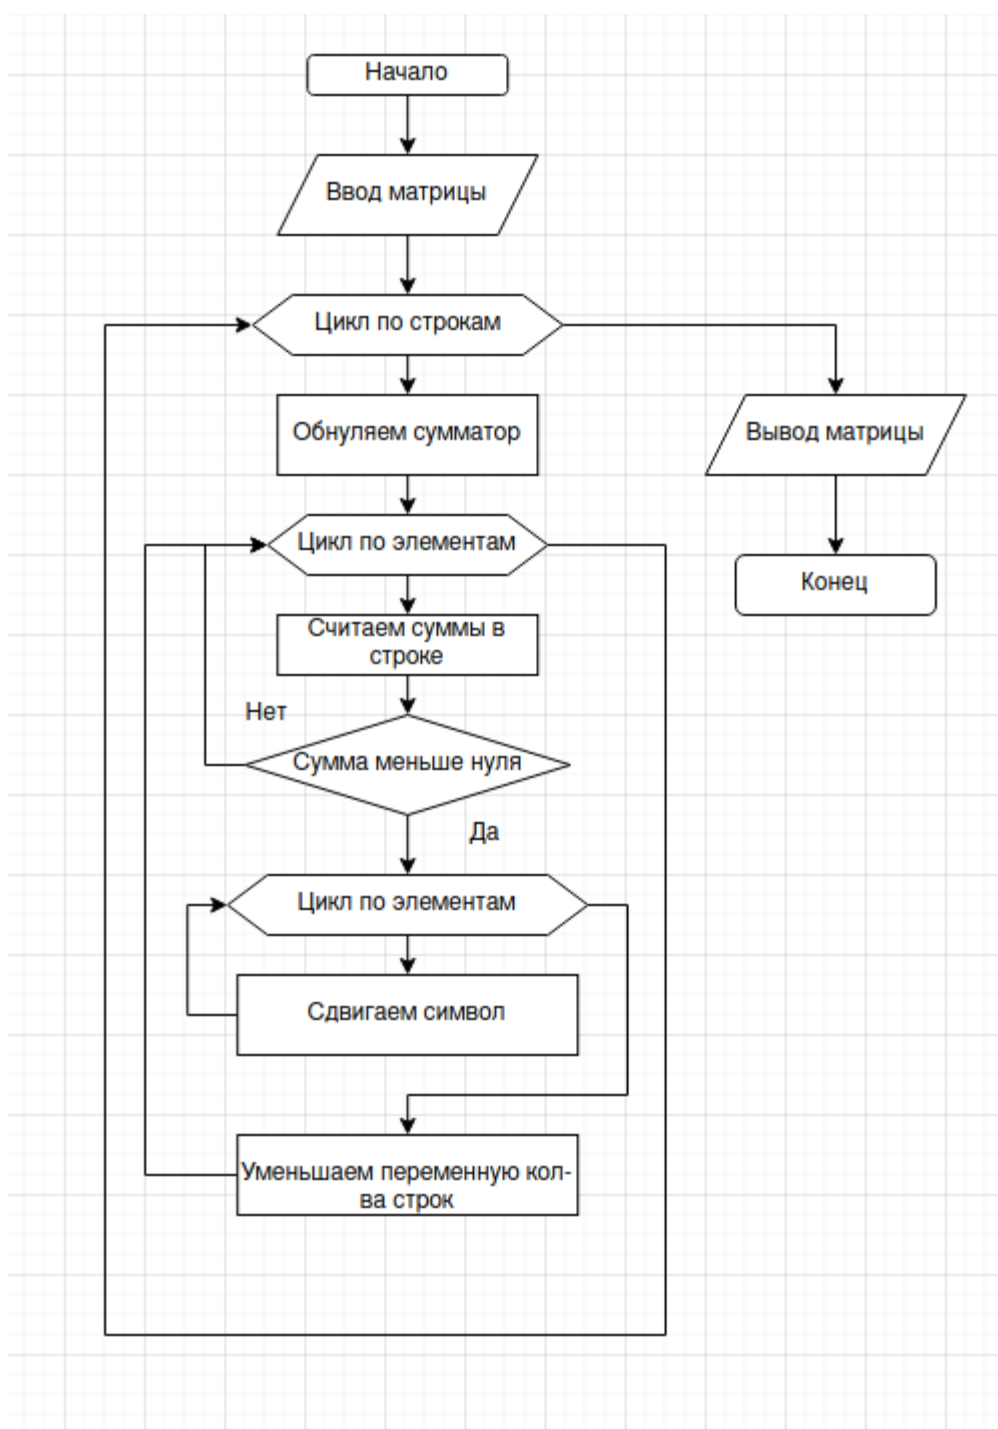 Начало
Ввод матрицы
Цикл по строкам
Обнуляем сумматор
Вывод матрицы
Цикл по элементам
Конец
Считаем суммы в
строке
Нет
Сумма меньше нуля
Да
Цикл по элементам
Сдвигаем символ
Уменьшаем переменную кол-
ва строк